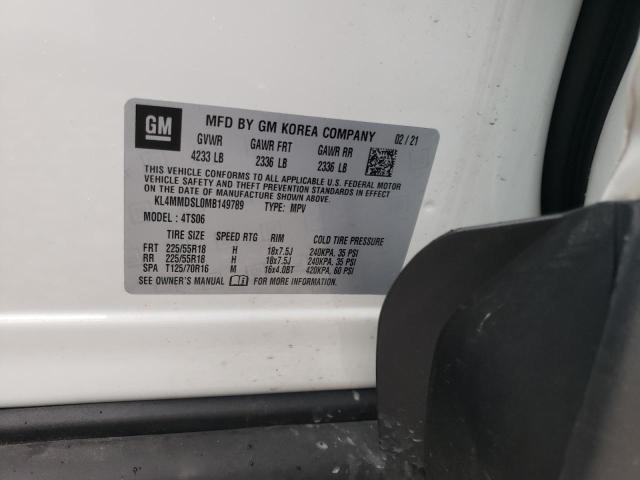 GM
MFD BY GM KOREA COMPANY 02/21
GVWR GAWR FRT GAWR RR
4233 LB 2336 LB 2336 LB
THIS VEHICLE CONFORMS TO ALL APPLICABLE U.S. FEDERAL MOTOR
VEHICLE SAFETY, BUMPER, AND THEFT PREVENTION STANDARDS IN EFFECT
ON THE DATE OF MANUFACTURE SHOWN ABOVE.
KL4MMDSL0MB149789 TYPE: MPV
MODEL: 4TS06
TIRE SIZE SPEED RTG RIM COLD TIRE PRESSURE
FRT 225/55R18 H 18x7.5J 240KPA, 35 PSI
RR 225/55R18 H 18x7.5J 240KPA, 35 PSI
SPA T125/70R16 M 16x4.0BT 420KPA, 60 PSI
SEE OWNER'S MANUAL FOR MORE INFORMATION.